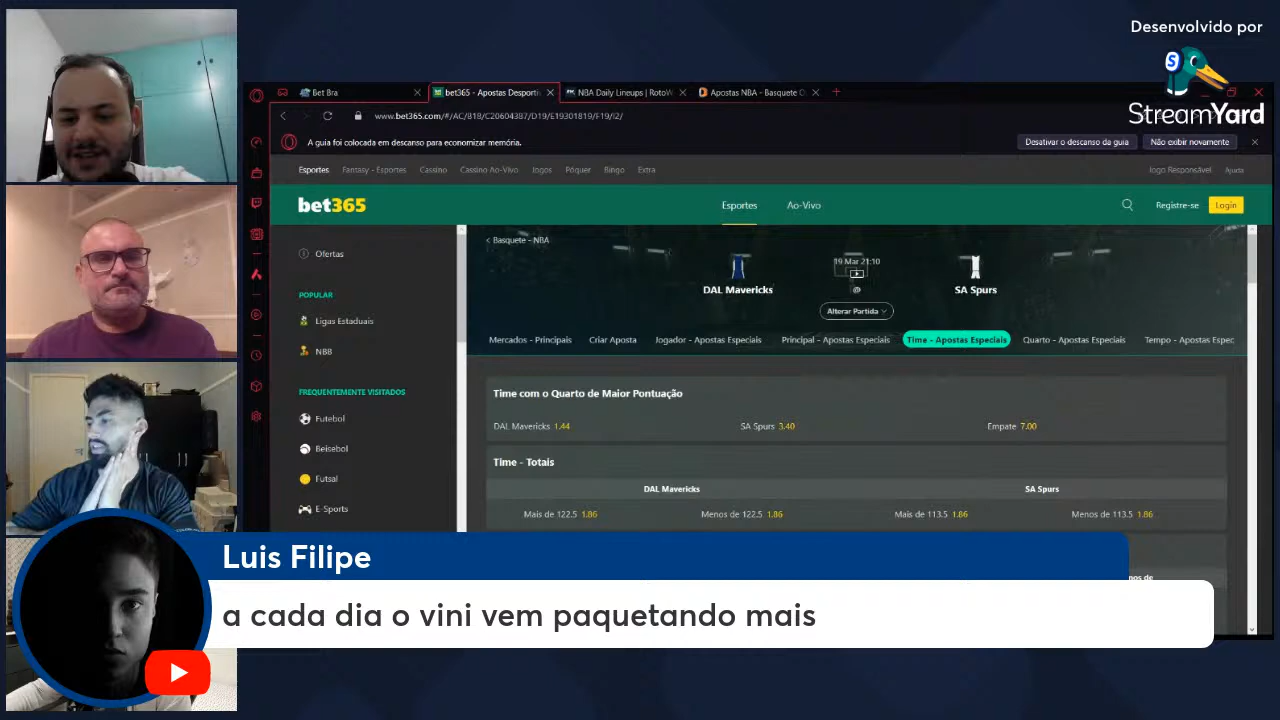 Desenvolvido por
StreamYard
Bet Bra
bet365 - Apostas Desporti
NBA Daily Lineups | RotoW
Apostas NBA - Basquete O
www.bet365.com/#/AC/B18/C20604387/D19/E19301819/F19/I2/
A guia foi colocada em descanso para economizar memória.
Desativar o descanso da guia
Não exibir novamente
Esportes Fantasy - Esportes Cassino Cassino Ao-Vivo Jogos Pôquer Bingo Extra
Jogo Responsável Ajuda
bet365
Esportes Ao-Vivo
Registre-se Login
Ofertas
POPULAR
Ligas Estaduais
NBB
FREQUENTEMENTE VISITADOS
Futebol
Beisebol
Futsal
E-Sports
Basquete - NBA
19 Mar 21:10
DAL Mavericks @ SA Spurs
Alterar Partida
Mercados - Principais Criar Aposta Jogador - Apostas Especiais Principal - Apostas Especiais Time - Apostas Especiais Quarto - Apostas Especiais Tempo - Apostas Espec
Time com o Quarto de Maior Pontuação
DAL Mavericks 1.44 SA Spurs 3.40 Empate 7.00
Time - Totais
DAL Mavericks SA Spurs
Mais de 122.5 1.86 Menos de 122.5 1.86 Mais de 113.5 1.86 Menos de 113.5 1.86
Luis Filipe
a cada dia o vini vem paquetando mais